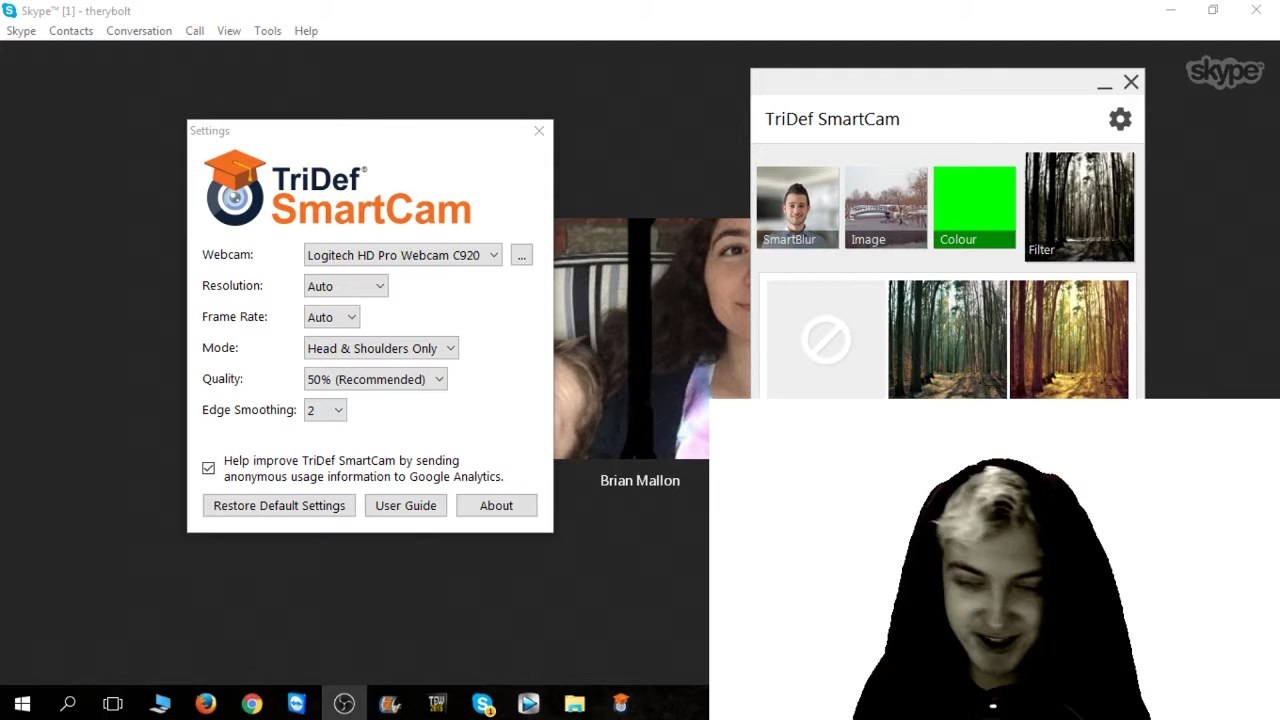 Skype™ [1] - therybolt
Skype Contacts Conversation Call View Tools Help
skype
Settings
TriDef®
SmartCam
Webcam: Logitech HD Pro Webcam C920 ...
Resolution: Auto
Frame Rate: Auto
Mode: Head & Shoulders Only
Quality: 50% (Recommended)
Edge Smoothing: 2
Help improve TriDef SmartCam by sending
anonymous usage information to Google Analytics.
Restore Default Settings User Guide About
TriDef SmartCam
SmartBlur Image Colour Filter
Brian Mallon
TEW
2013
1